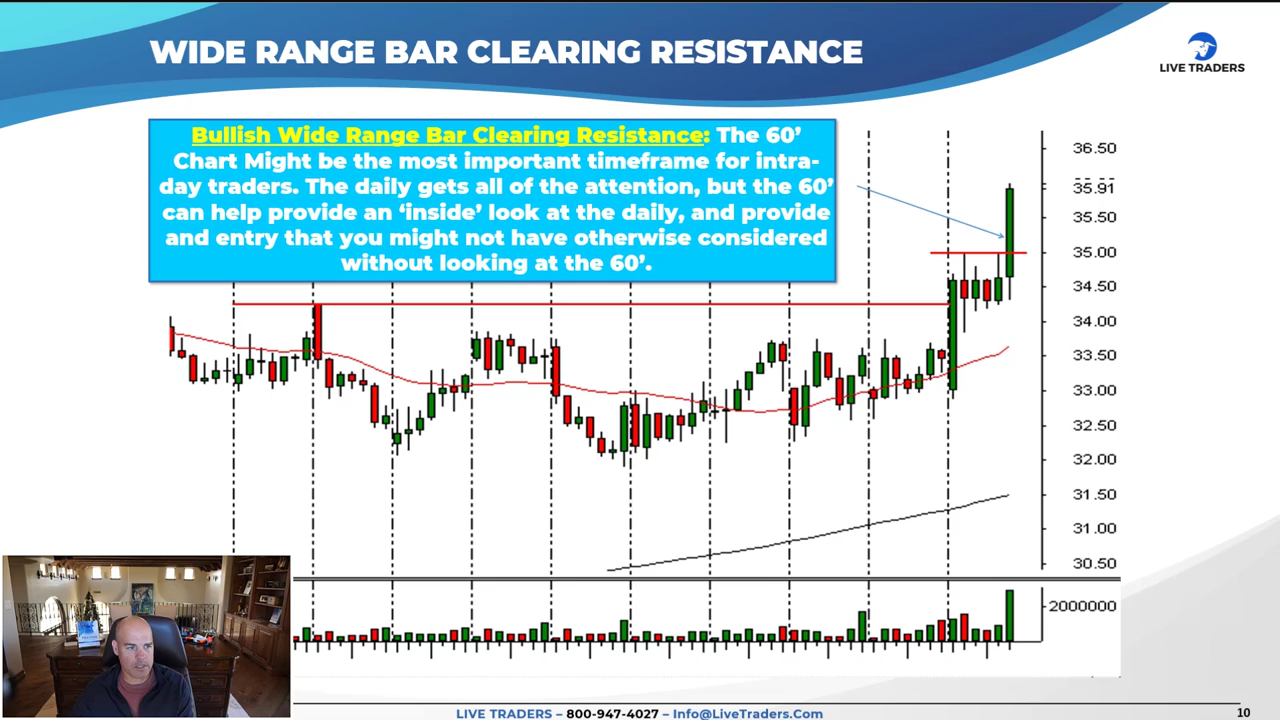 WIDE RANGE BAR CLEARING RESISTANCE
LIVE TRADERS
Bullish Wide Range Bar Clearing Resistance: The 60’
Chart Might be the most important timeframe for intra-
day traders. The daily gets all of the attention, but the 60’
can help provide an ‘inside’ look at the daily, and provide
and entry that you might not have otherwise considered
without looking at the 60’.
36.50
35.91
35.50
35.00
34.50
34.00
33.50
33.00
32.50
32.00
31.50
31.00
30.50
2000000
LIVE TRADERS – 800-947-4027 – Info@LiveTraders.Com
10